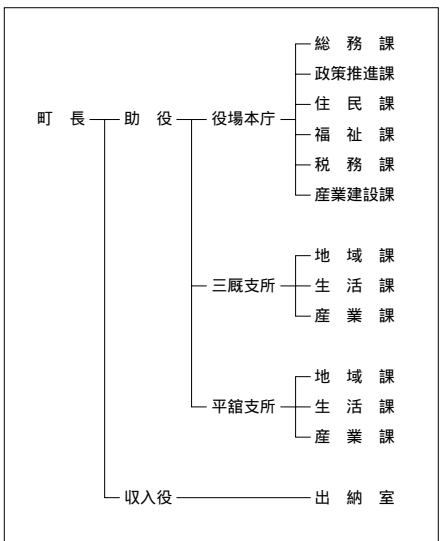 総務課
政策推進課
町長 助役 役場本庁 住民課
福祉課
税務課
産業建設課
地域課
三厩支所 生活課
産業課
地域課
平舘支所 生活課
産業課
収入役 出納室